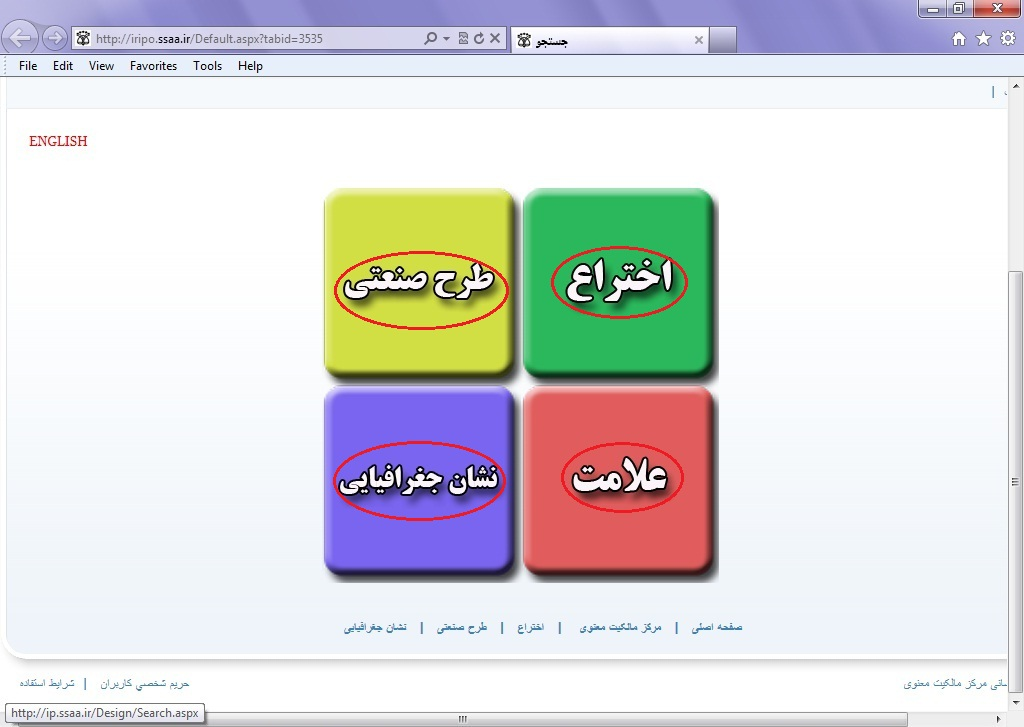 http://iripo.ssaa.ir/Default.aspx?tabid=3535
جستجو
File Edit View Favorites Tools Help
|
ENGLISH
اختراع
طرح صنعتی
علامت
نشان جغرافیایی
صفحه اصلی | مرکز مالکیت معنوی | اختراع | طرح صنعتی | نشان جغرافیایی
مرکز مالکیت معنوی
حریم شخصي کاربران | شرایط استفاده
http://ip.ssaa.ir/Design/Search.aspx